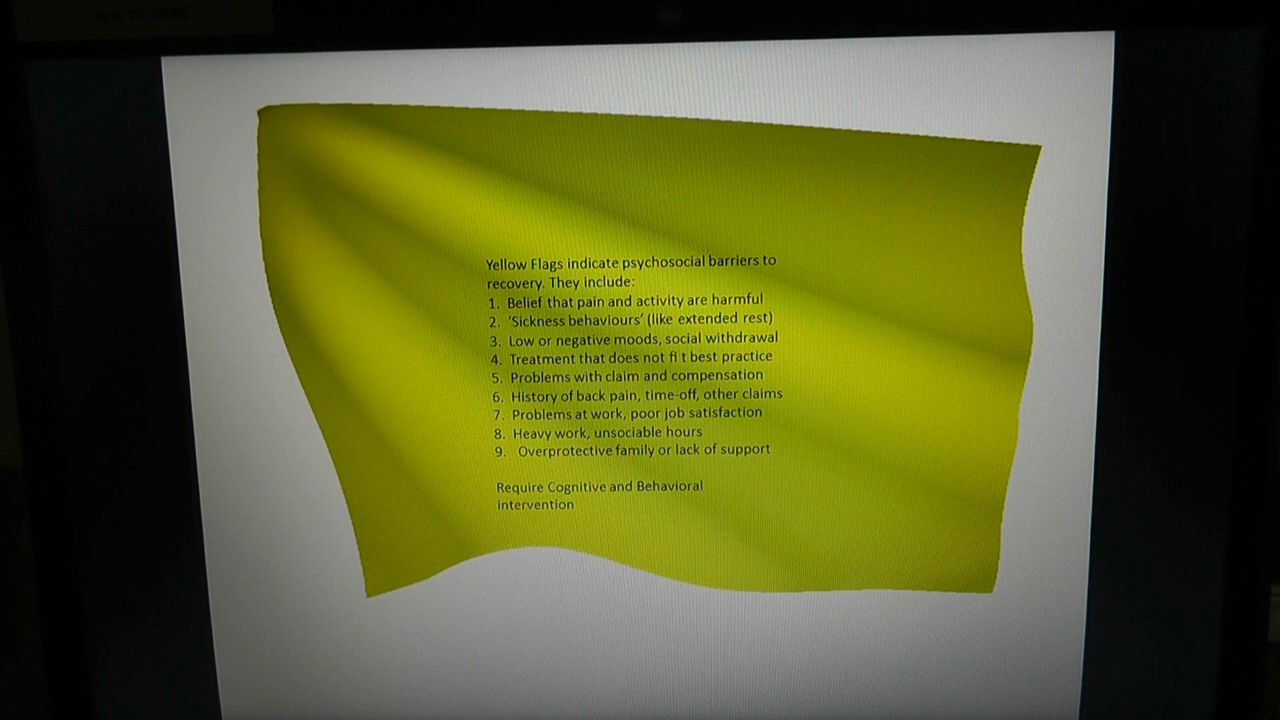 Yellow Flags indicate psychosocial barriers to
recovery. They include:
1. Belief that pain and activity are harmful
2. 'Sickness behaviours' (like extended rest)
3. Low or negative moods, social withdrawal
4. Treatment that does not fi t best practice
5. Problems with claim and compensation
6. History of back pain, time-off, other claims
7. Problems at work, poor job satisfaction
8. Heavy work, unsociable hours
9. Overprotective family or lack of support
Require Cognitive and Behavioral
intervention